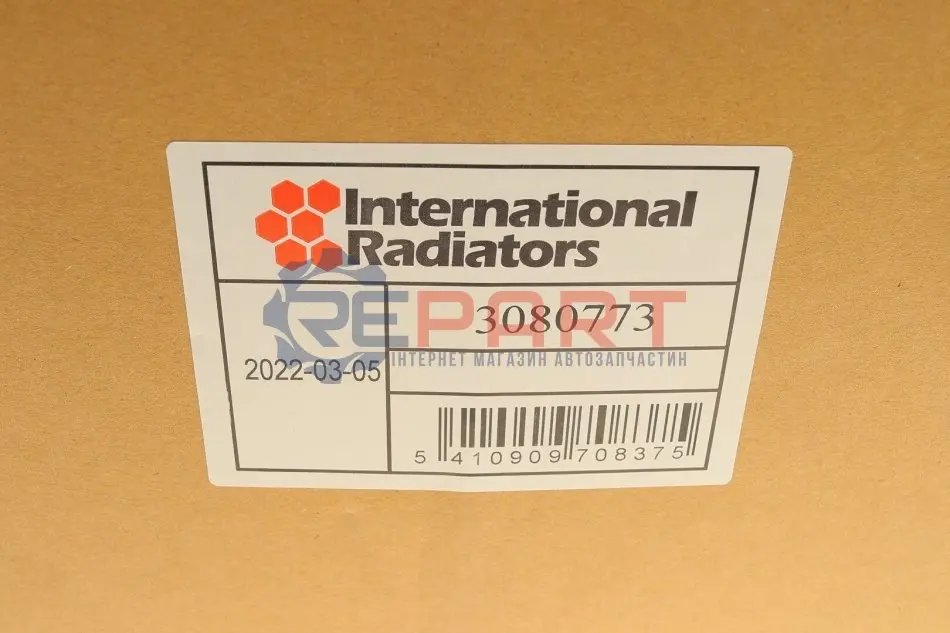 International
Radiators
3080773
REPART
ІНТЕРНЕТ МАГАЗИН АВТОЗАПЧАСТИН
2022-03-05
5 410909 708375